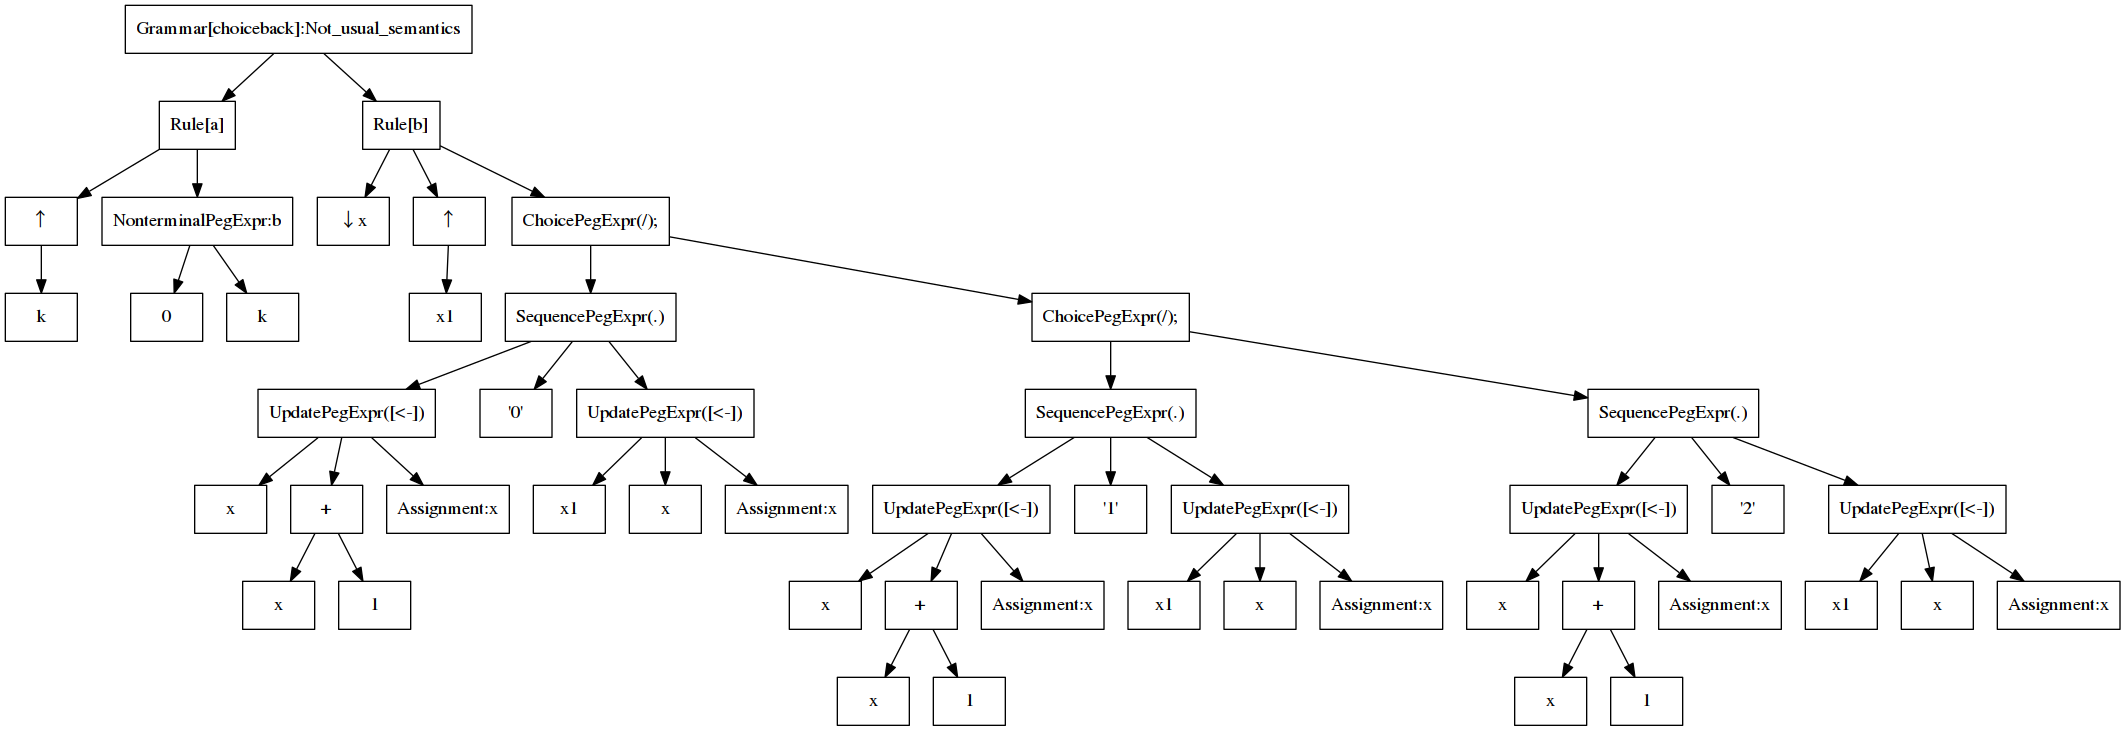 Grammar[choiceback]:Not_usual_semantics
Rule[a]
Rule[b]
↑
NonterminalPegExpr:b
↓x
↑
ChoicePegExpr(/);
k
0
k
x1
SequencePegExpr(.)
ChoicePegExpr(/);
UpdatePegExpr([<-])
'0'
UpdatePegExpr([<-])
SequencePegExpr(.)
SequencePegExpr(.)
x
+
Assignment:x
x1
x
Assignment:x
UpdatePegExpr([<-])
'1'
UpdatePegExpr([<-])
UpdatePegExpr([<-])
'2'
UpdatePegExpr([<-])
x
1
x
+
Assignment:x
x1
x
Assignment:x
x
+
Assignment:x
x1
x
Assignment:x
x
1
x
1